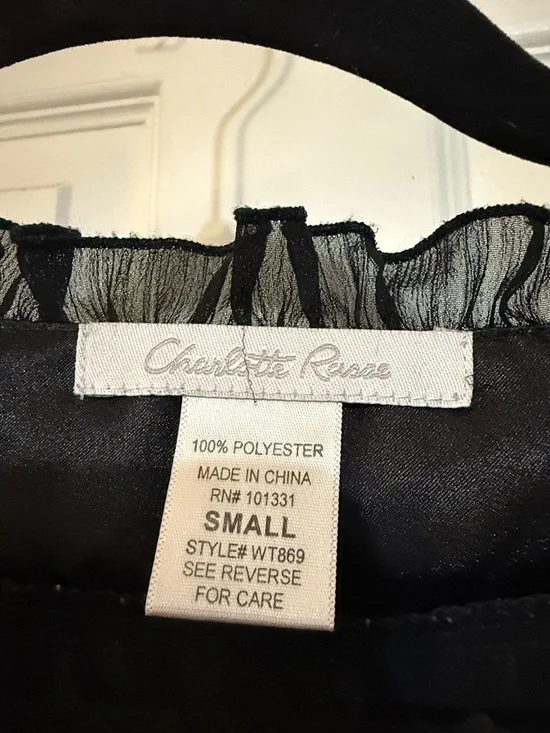 Charlotte Russe
100% POLYESTER
MADE IN CHINA
RN# 101331
SMALL
STYLE# WT869
SEE REVERSE
FOR CARE